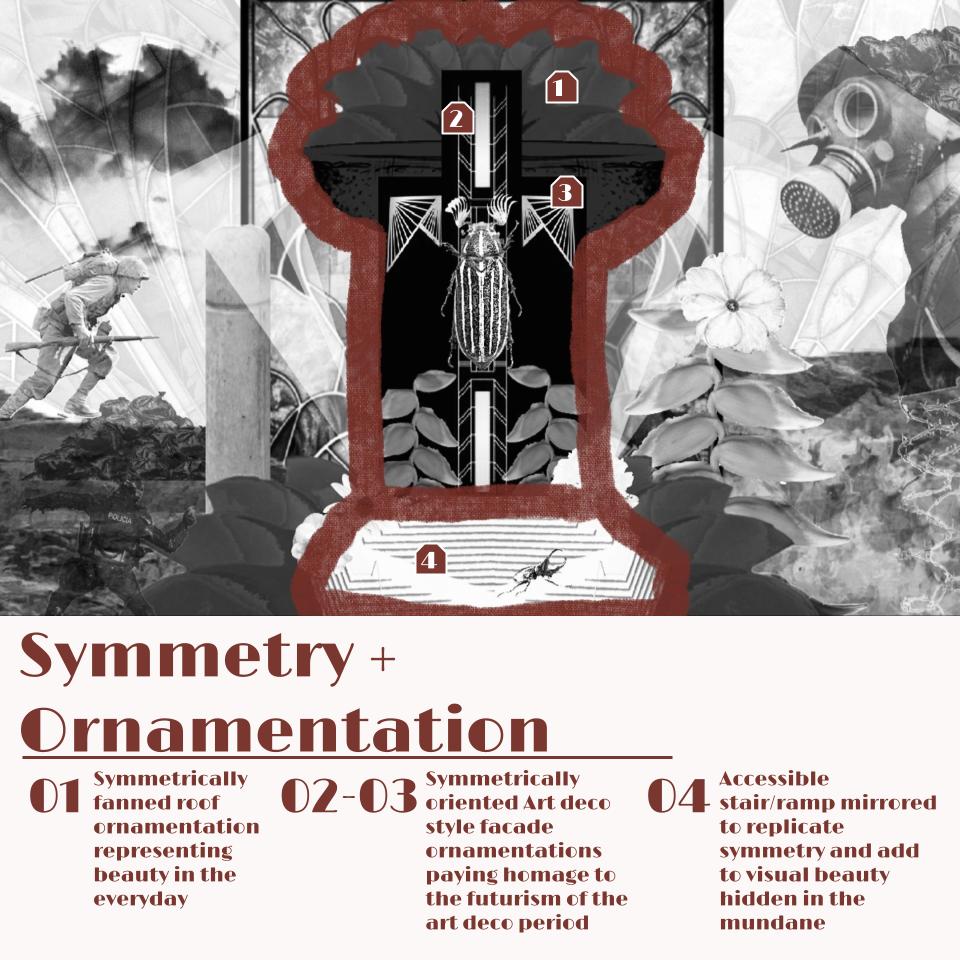 1
2
3
POLICIA
4
Symmetry +
Ornamentation
01
Symmetrically
fanned roof
ornamentation
representing
beauty in the
everyday
02-03
Symmetrically
oriented Art deco
style facade
ornamentations
paying homage to
the futurism of the
art deco period
04
Accessible
stair/ramp mirrored
to replicate
symmetry and add
to visual beauty
hidden in the
mundane